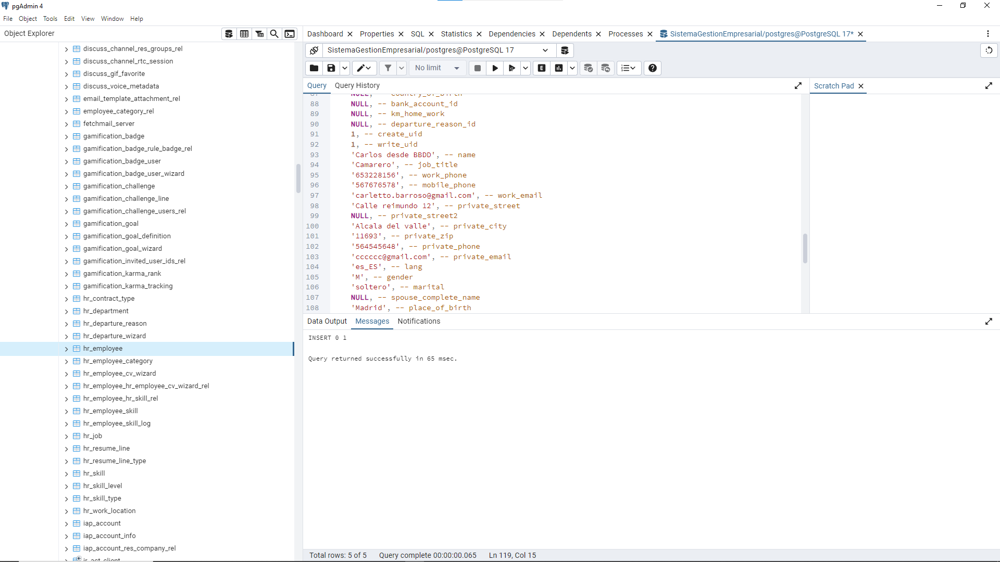 pgAdmin 4
File Object Tools Edit View Window Help
Object Explorer
discuss_channel_res_groups_rel
discuss_channel_rtc_session
discuss_gif_favorite
discuss_voice_metadata
email_template_attachment_rel
employee_category_rel
fetchmail_server
gamification_badge
gamification_badge_rule_badge_rel
gamification_badge_user
gamification_badge_user_wizard
gamification_challenge
gamification_challenge_line
gamification_challenge_users_rel
gamification_goal
gamification_goal_definition
gamification_goal_wizard
gamification_invited_user_ids_rel
gamification_karma_rank
gamification_karma_tracking
hr_contract_type
hr_department
hr_departure_reason
hr_departure_wizard
hr_employee
hr_employee_category
hr_employee_cv_wizard
hr_employee_hr_employee_cv_wizard_rel
hr_employee_hr_skill_rel
hr_employee_skill
hr_employee_skill_log
hr_job
hr_resume_line
hr_resume_line_type
hr_skill
hr_skill_level
hr_skill_type
hr_work_location
iap_account
iap_account_info
iap_account_res_company_rel
ir_act_client
Dashboard Properties SQL Statistics Dependencies Dependents Processes SistemaGestionEmpresarial/postgres@PostgreSQL 17*
SistemaGestionEmpresarial/postgres@PostgreSQL 17
No limit
E
Query Query History
Scratch Pad
87 NULL, -- country_of_birth
88 NULL, -- bank_account_id
89 NULL, -- km_home_work
90 NULL, -- departure_reason_id
91 1, -- create_uid
92 1, -- write_uid
93 'Carlos desde BBDD', -- name
94 'Camarero', -- job_title
95 '653228156', -- work_phone
96 '567676578', -- mobile_phone
97 'carletto.barroso@gmail.com', -- work_email
98 'Calle reimundo 12', -- private_street
99 NULL, -- private_street2
100 'Alcala del valle', -- private_city
101 '11693', -- private_zip
102 '564545648', -- private_phone
103 'cccccc@gmail.com', -- private_email
104 'es_ES', -- lang
105 'M', -- gender
106 'soltero', -- marital
107 NULL, -- spouse_complete_name
108 'Madrid', -- place_of_birth
Data Output Messages Notifications
INSERT 0 1
Query returned successfully in 65 msec.
Total rows: 5 of 5 Query complete 00:00:00.065 Ln 119, Col 15